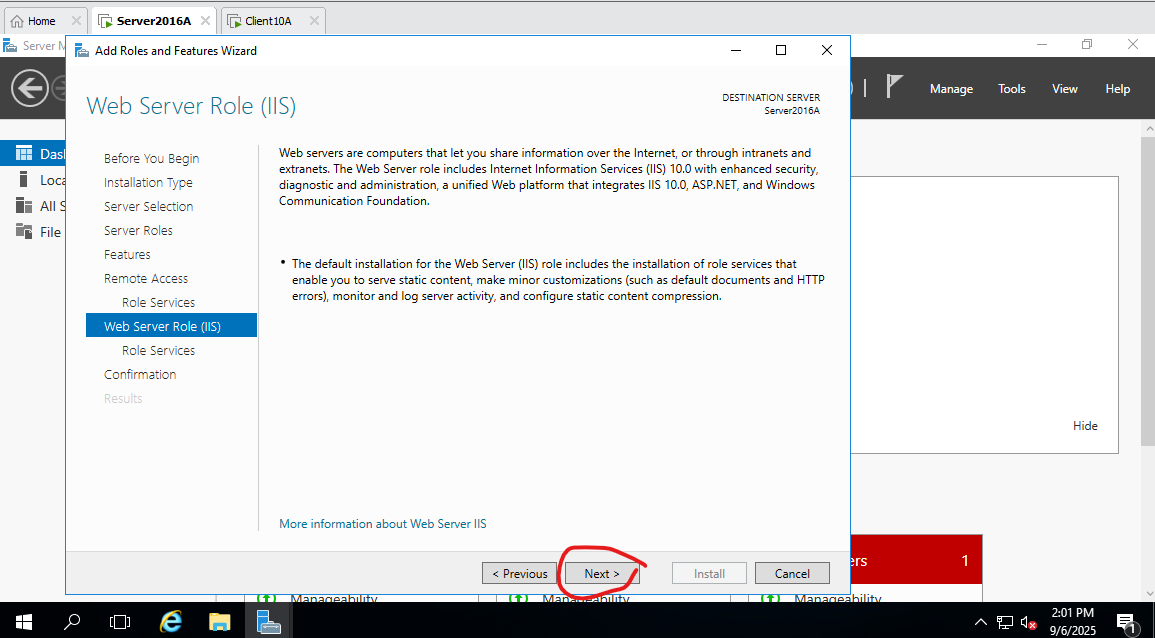 Home
Server2016A
Client10A
Server M
Add Roles and Features Wizard
Manage
Tools
View
Help
Web Server Role (IIS)
DESTINATION SERVER
Server2016A
Dash
Loca
All S
File
Before You Begin
Installation Type
Server Selection
Server Roles
Features
Remote Access
Role Services
Web Server Role (IIS)
Role Services
Confirmation
Results
Web servers are computers that let you share information over the Internet, or through intranets and
extranets. The Web Server role includes Internet Information Services (IIS) 10.0 with enhanced security,
diagnostic and administration, a unified Web platform that integrates IIS 10.0, ASP.NET, and Windows
Communication Foundation.
• The default installation for the Web Server (IIS) role includes the installation of role services that
enable you to serve static content, make minor customizations (such as default documents and HTTP
errors), monitor and log server activity, and configure static content compression.
More information about Web Server IIS
Hide
< Previous
Next >
Install
Cancel
ers
1
Manageability
Manageability
Manageability
2:01 PM
9/6/2025
1